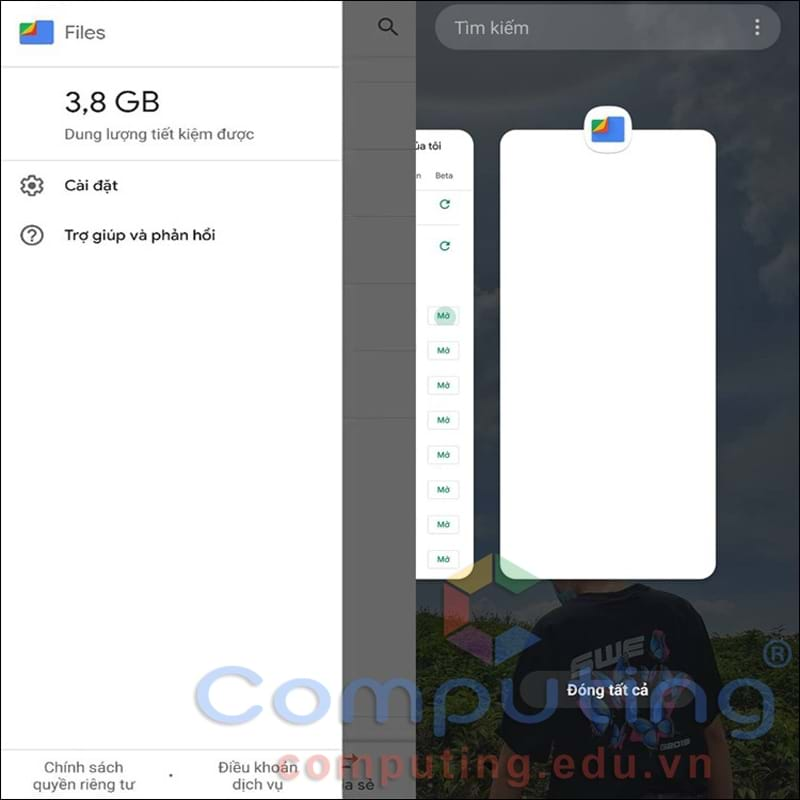 Files
3,8 GB
Dung lượng tiết kiệm được
Cài đặt
Trợ giúp và phản hồi
Chính sách
quyền riêng tư
·
Điều khoản
dịch vụ
a sẻ
Tìm kiếm
ủa tôi
n
Beta
Mở
Mở
Mở
Mở
Mở
Mở
Mở
Mở
GWE
G2019
Đóng tất cả
Computing®
computing.edu.vn